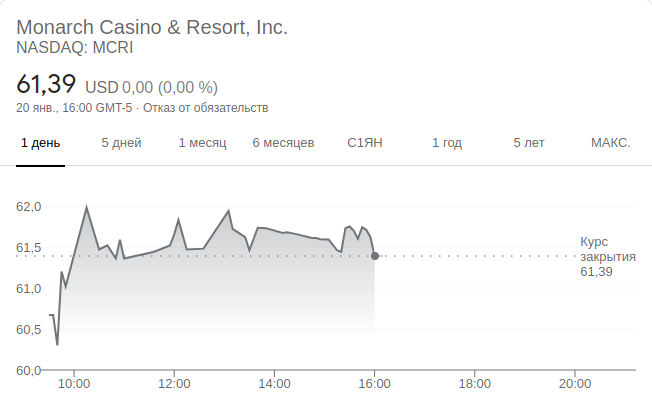 Monarch Casino & Resort, Inc.
NASDAQ: MCRI
61,39 USD 0,00 (0,00 %)
20 янв., 16:00 GMT-5 · Отказ от обязательств
1 день 5 дней 1 месяц 6 месяцев С1ЯН 1 год 5 лет МАКС.
62,0
61,5
61,0
60,5
60,0
Курс
закрытия
61,39
10:00 12:00 14:00 16:00 18:00 20:00